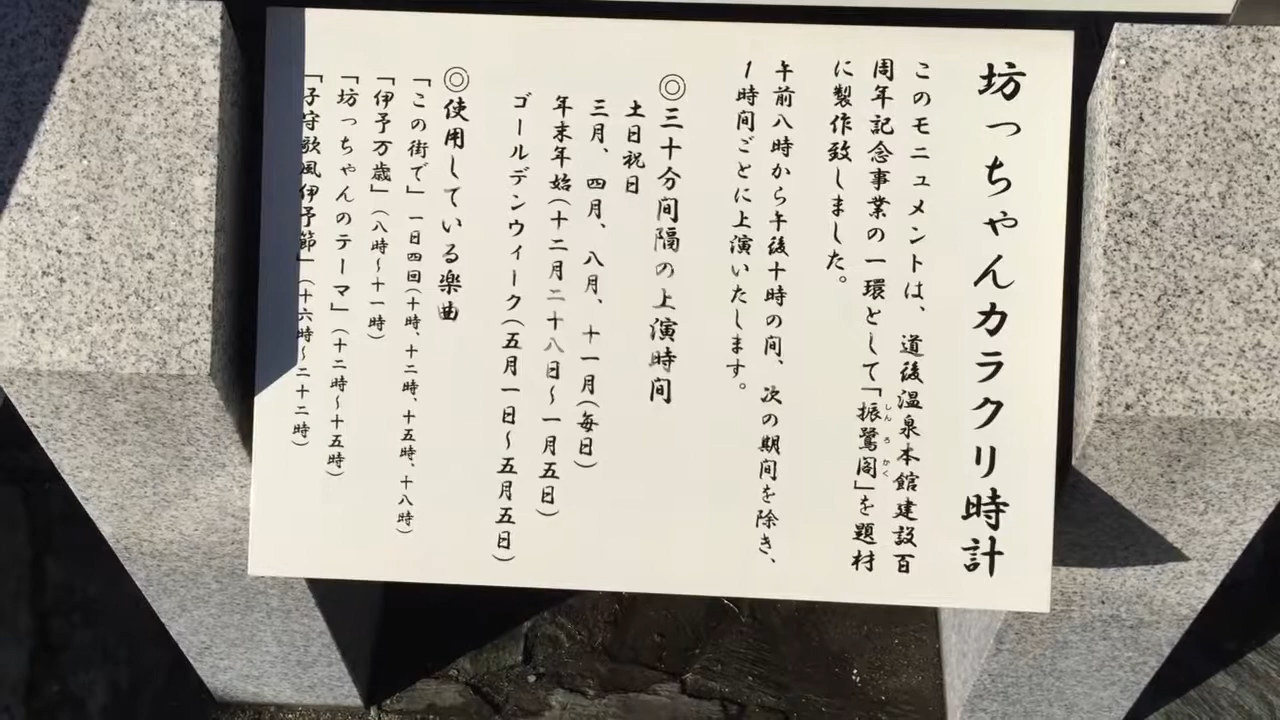 坊っちゃんカラクリ時計
このモニュメントは、道後温泉本館建設百
周年記念事業の一環として「振鷺閣」を題材
しんろかく
に製作致しました。
午前八時から午後十時の間、次の期間を除き、
1時間ごとに上演いたします。
◎三十分間隔の上演時間
土日祝日
三月、四月、八月、十一月(毎日)
年末年始(十二月二十八日〜一月五日)
ゴールデンウィーク(五月一日〜五月五日)
◎使用している楽曲
「この街で」一日四回(十時、十二時、十五時、十八時)
「伊予万歳」(八時〜十一時)
「坊っちゃんのテーマ」(十二時〜十五時)
「子守歌風伊予節」(十六時〜二十二時)